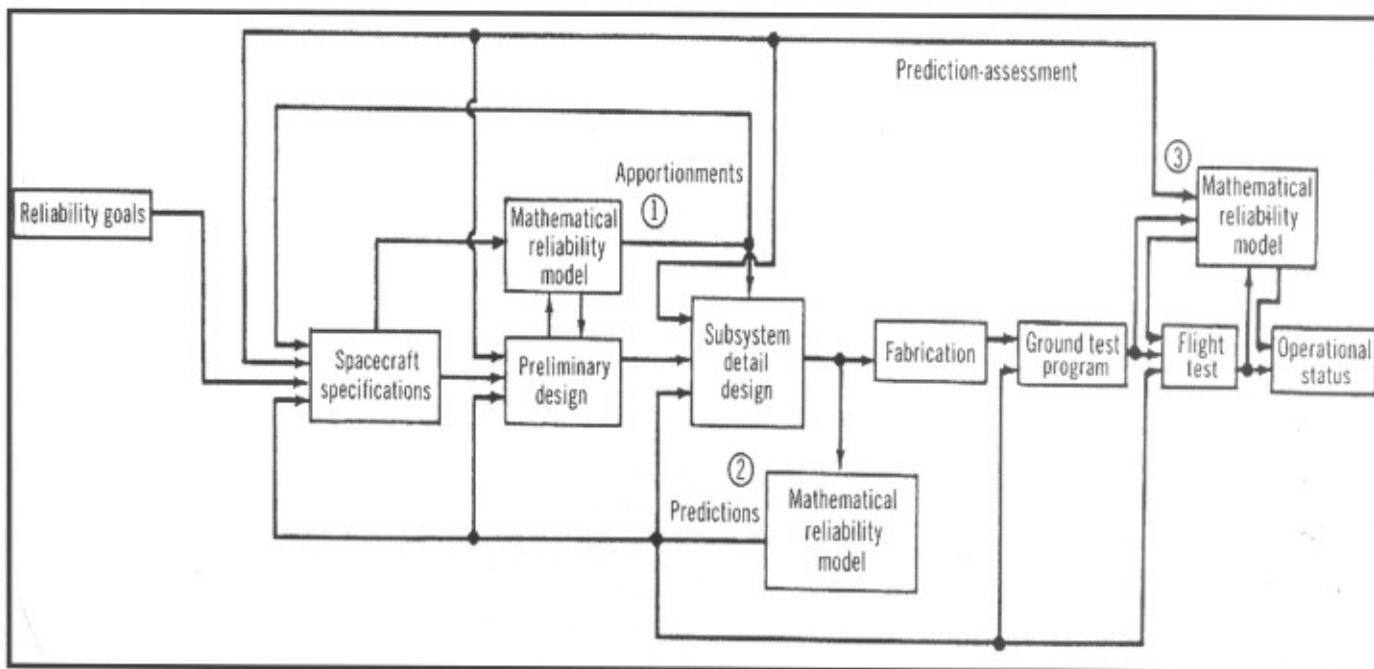 Prediction-assessment
③
Mathematical
reliability
model
Apportionments
①
Mathematical
reliability
model
Reliability goals
Spacecraft
specifications
Preliminary
design
Subsystem
detail
design
Fabrication
Ground test
program
Flight
test
Operational
status
②
Predictions
Mathematical
reliability
model